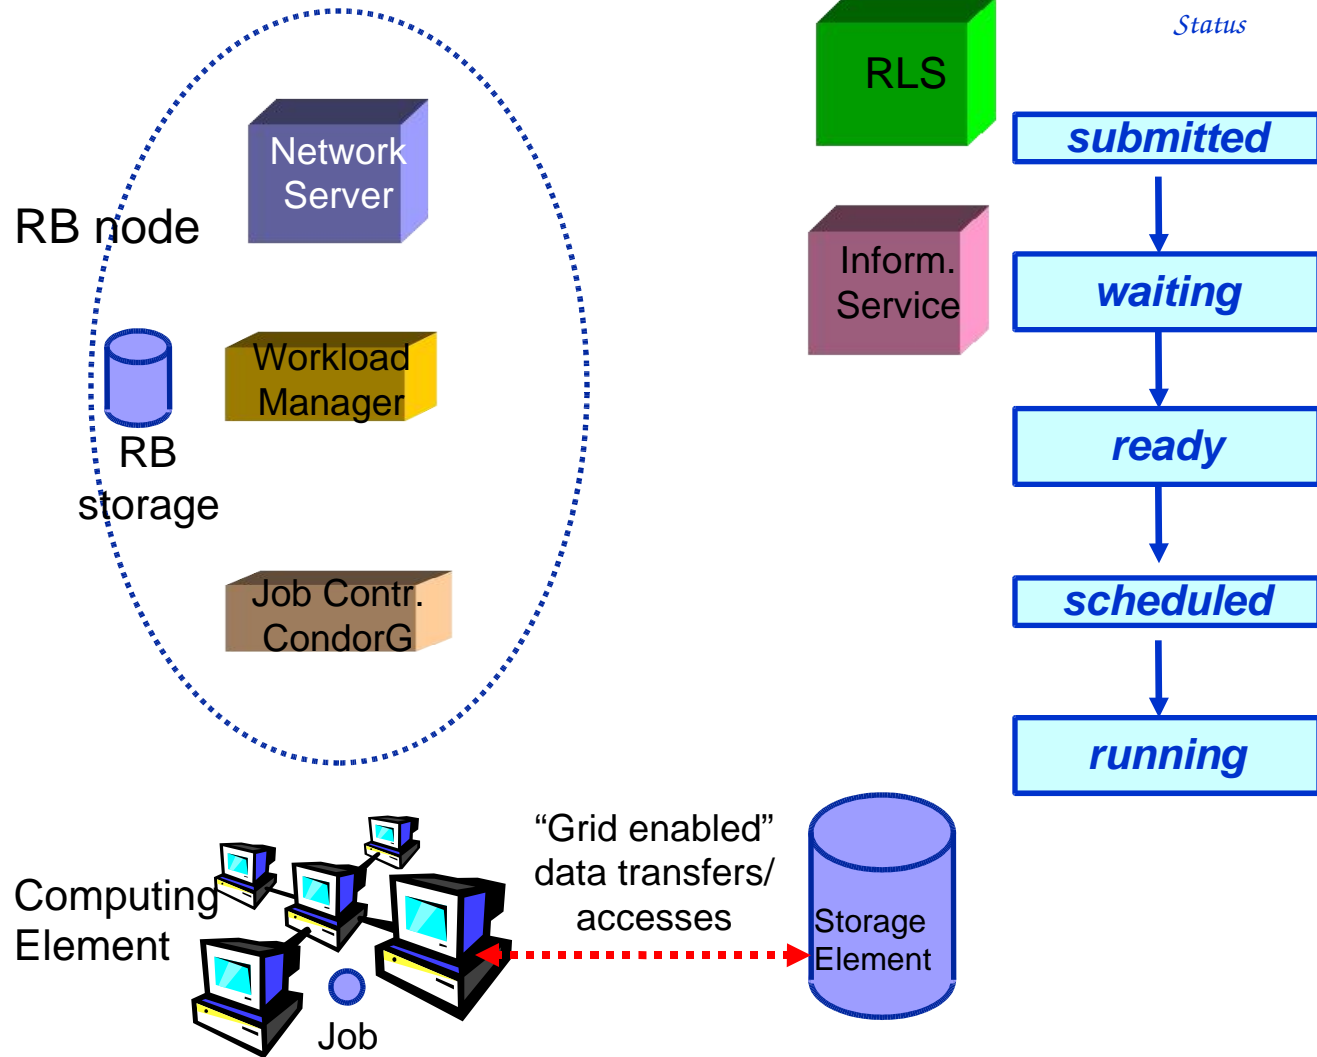 Status
RLS
submitted
Network
Server
RB node
Inform.
Service
waiting
Workload
Manager
RB
storage
ready
Job Contr.
CondorG
scheduled
running
“Grid enabled”
data transfers/
accesses
Computing
Element
Storage
Element
Job